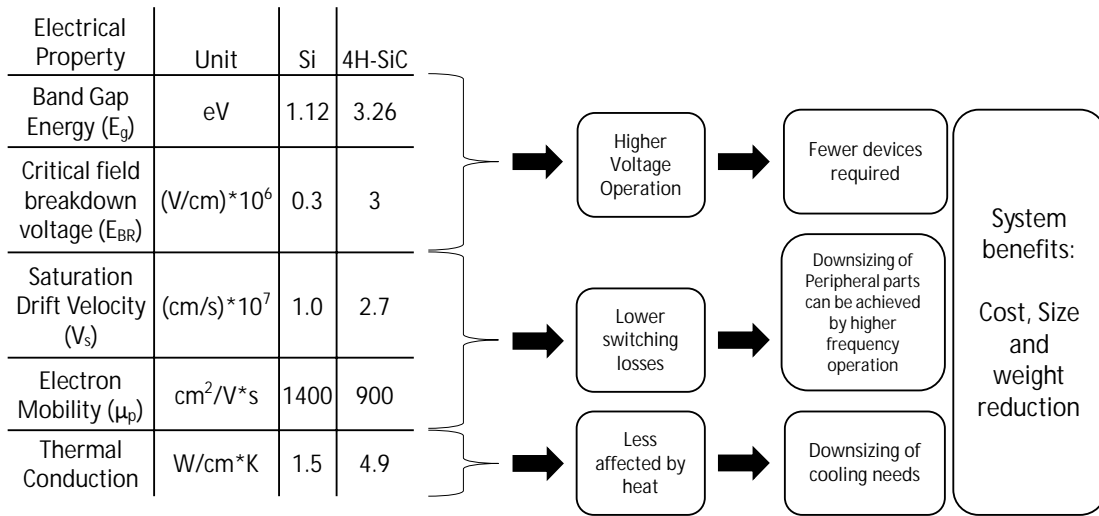 Electrical
Property
Unit
Si
4H-SiC
Band Gap
Energy (Eg)
eV
1.12
3.26
Critical field
breakdown
voltage (EBR)
(V/cm)*10⁶
0.3
3
Saturation
Drift Velocity
(Vs)
(cm/s)*10⁷
1.0
2.7
Electron
Mobility (μp)
cm²/V*s
1400
900
Thermal
Conduction
W/cm*K
1.5
4.9
Higher
Voltage
Operation
Fewer devices
required
Lower
switching
losses
Downsizing of
Peripheral parts
can be achieved
by higher
frequency
operation
Less
affected by
heat
Downsizing of
cooling needs
System
benefits:
Cost, Size
and
weight
reduction